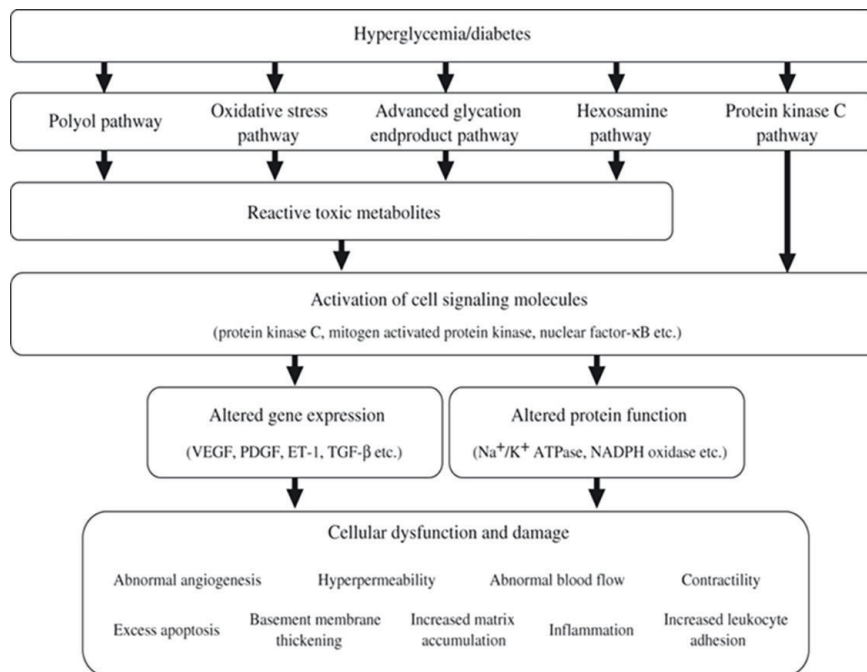 Hyperglycemia/diabetes
Polyol pathway
Oxidative stress
pathway
Advanced glycation
endproduct pathway
Hexosamine
pathway
Protein kinase C
pathway
Reactive toxic metabolites
Activation of cell signaling molecules
(protein kinase C, mitogen activated protein kinase, nuclear factor-κB etc.)
Altered gene expression
(VEGF, PDGF, ET-1, TGF-β etc.)
Altered protein function
(Na⁺/K⁺ ATPase, NADPH oxidase etc.)
Cellular dysfunction and damage
Abnormal angiogenesis
Hyperpermeability
Abnormal blood flow
Contractility
Excess apoptosis
Basement membrane
thickening
Increased matrix
accumulation
Inflammation
Increased leukocyte
adhesion